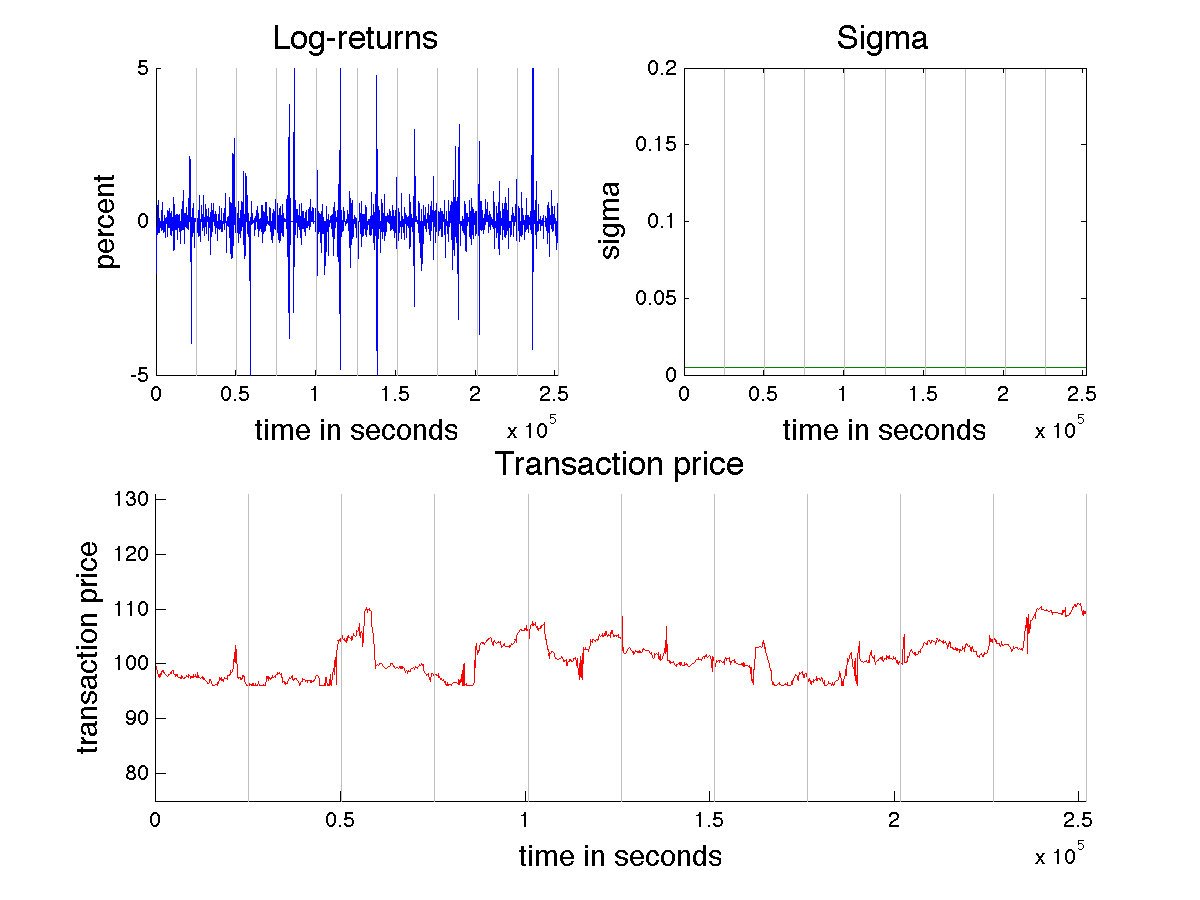 Log-returns
5
0
-5
percent
0 0.5 1 1.5 2 2.5
x 10^5
time in seconds
Sigma
0.2
0.15
0.1
0.05
0
sigma
0 0.5 1 1.5 2 2.5
x 10^5
time in seconds
Transaction price
130
120
110
100
90
80
transaction price
0 0.5 1 1.5 2 2.5
x 10^5
time in seconds